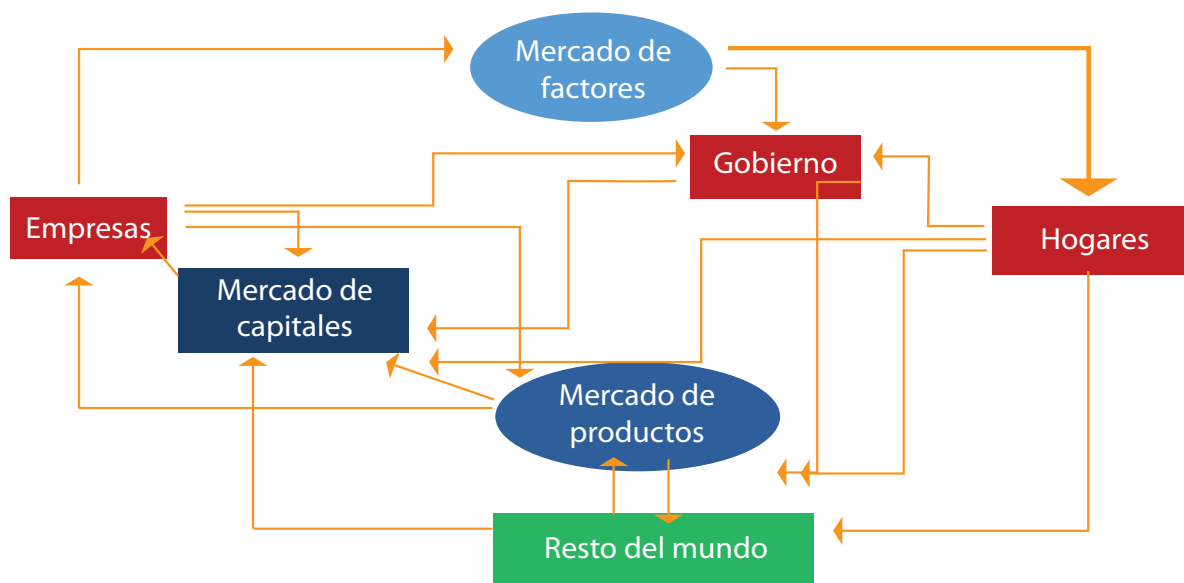 Mercado de
factores
Gobierno
Empresas
Hogares
Mercado de
capitales
Mercado de
productos
Resto del mundo